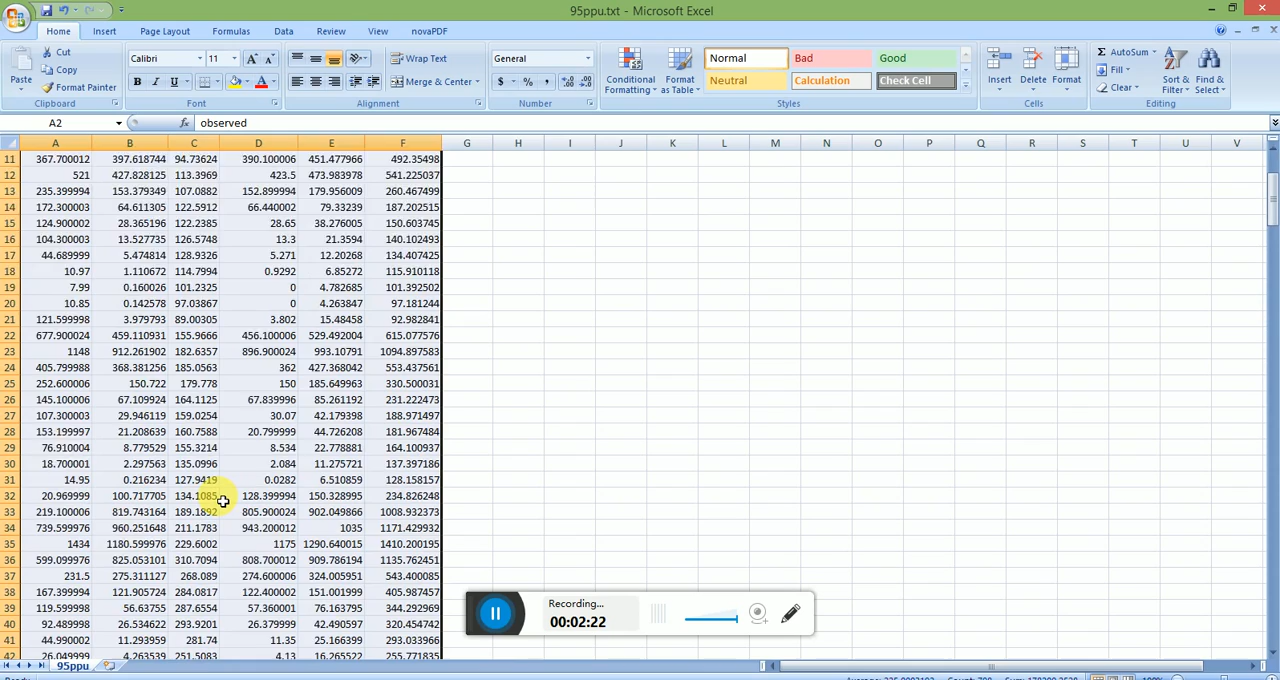 95ppu.txt - Microsoft Excel
Home Insert Page Layout Formulas Data Review View novaPDF
Cut
Copy
Paste
Format Painter
Calibri 11 A A
B I U A
Wrap Text
Merge & Center
General
$ % ,
Conditional Formatting
Format as Table
Normal Bad Good
Neutral Calculation Check Cell
Insert Delete Format
Σ AutoSum
Fill
Clear
Sort & Filter
Find & Select
Clipboard Font Alignment Number Styles Cells Editing
A2 fx observed
A B C D E F G H I J K L M N O P Q R S T U V
11 367.700012 397.618744 94.73624 390.100006 451.477966 492.35498
12 521 427.828125 113.3969 423.5 473.983978 541.225037
13 235.399994 153.379349 107.0882 152.899994 179.956009 260.467499
14 172.300003 64.611305 122.5912 66.440002 79.33239 187.202515
15 124.900002 28.365196 122.2385 28.65 38.276005 150.603745
16 104.300003 13.527735 126.5748 13.3 21.3594 140.102493
17 44.689999 5.474814 128.9326 5.271 12.20268 134.407425
18 10.97 1.110672 114.7994 0.9292 6.85272 115.910118
19 7.99 0.160026 101.2325 0 4.782685 101.392502
20 10.85 0.142578 97.03867 0 4.263847 97.181244
21 121.599998 3.979793 89.00305 3.802 15.48458 92.982841
22 677.900024 459.110931 155.9666 456.100006 529.492004 615.077576
23 1148 912.261902 182.6357 896.900024 993.10791 1094.897583
24 405.799988 368.381256 185.0563 362 427.368042 553.437561
25 252.600006 150.722 179.778 150 185.649963 330.500031
26 145.100006 67.109924 164.1125 67.839996 85.261192 231.222473
27 107.300003 29.946119 159.0254 30.07 42.179398 188.971497
28 153.199997 21.208639 160.7588 20.799999 44.726208 181.967484
29 76.910004 8.779529 155.3214 8.534 22.778881 164.100937
30 18.700001 2.297563 135.0996 2.084 11.275721 137.397186
31 14.95 0.216234 127.9419 0.0282 6.510859 128.158157
32 20.969999 100.717705 134.1085 128.399994 150.328995 234.826248
33 219.100006 819.743164 189.1892 805.900024 902.049866 1008.932373
34 739.599976 960.251648 211.1783 943.200012 1035 1171.429932
35 1434 1180.599976 229.6002 1175 1290.640015 1410.200195
36 599.099976 825.053101 310.7094 808.700012 909.786194 1135.762451
37 231.5 275.311127 268.089 274.600006 324.005951 543.400085
38 167.399994 121.905724 284.0817 122.400002 151.001999 405.987457
39 119.599998 56.63755 287.6554 57.360001 76.163795 344.292969
40 92.489999 26.534622 293.9201 26.379999 42.490597 320.454742
41 44.990002 11.293559 281.74 11.35 25.166399 293.033966
42 26.049999 4.263539 251.5083 4.13 16.265522 255.771835
Recording...
00:02:22
95ppu